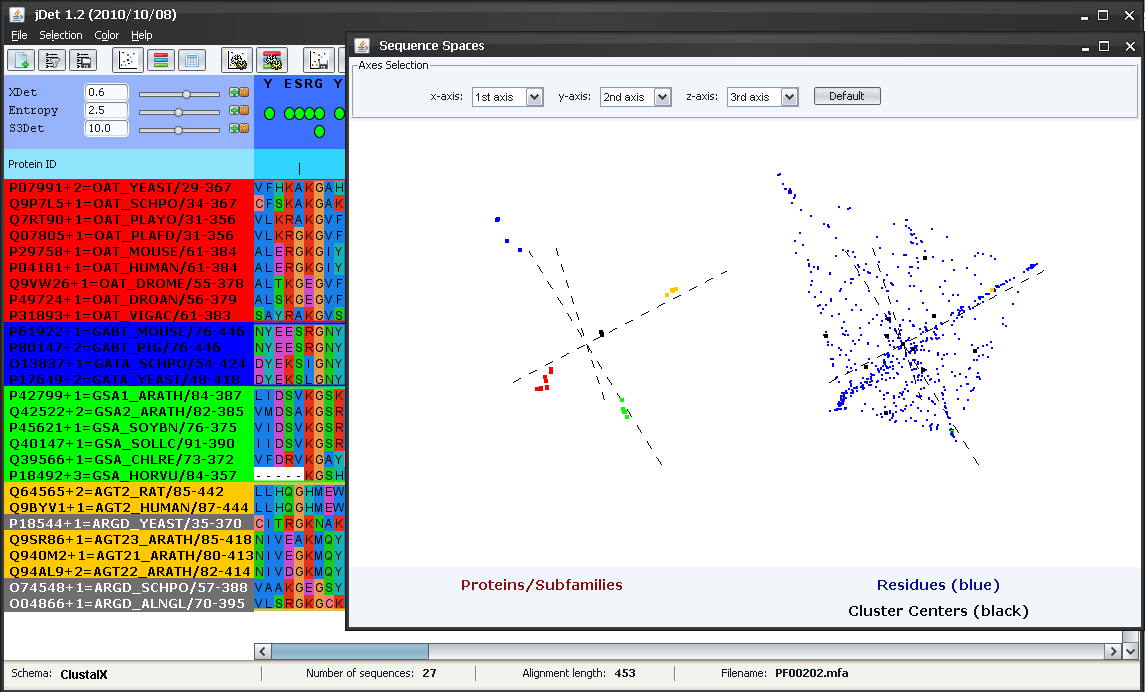 jDet 1.2 (2010/10/08)
File Selection Color Help
Sequence Spaces
Axes Selection
x-axis: 1st axis y-axis: 2nd axis z-axis: 3rd axis Default
Y ESRG Y
XDet 0.6
Entropy 2.5
S3Det 10.0
Protein ID
P07991+2=OAT_YEAST/29-367 VFHKAKGAH
Q9P7L5+1=OAT_SCHPO/34-367 CFSKAKGAK
Q7RT90+1=OAT_PLAYO/31-356 VLKRAKGVF
Q07805+1=OAT_PLAFD/31-356 VLKRGKGVF
P29758+1=OAT_MOUSE/61-384 ALERGKGIY
P04181+1=OAT_HUMAN/61-384 ALERGKGIY
Q9VW26+1=OAT_DROME/55-378 ALTKGEGVF
P49724+1=OAT_DROAN/56-379 ALSKGEGVF
P31893+1=OAT_VIGAC/61-383 SAYRAKGVS
P61922+1=GABT_MOUSE/76-446 NYEESRGNY
P80147+2=GABT_PIG/76-446 NYEESRGNY
O13837+1=GATA_SCHPO/51-424 DYEKSIGNY
P17649+2=GATA_YEAST/48-418 DYEKSLGNY
P42799+1=GSA1_ARATH/84-387 LIDSVKGSK
Q42522+1=GSA2_ARATH/82-385 VMDSAKGSR
P45621+1=GSA_SOYBN/76-375 VIDSVKGSR
Q40147+1=GSA_SOLLC/91-390 IIDSVKGSR
Q39566+1=GSA_CHLRE/73-372 VFDRVKGAY
P18492+3=GSA_HORVU/84-357 -----KGSH
Q64565+2=AGT2_RAT/85-442 LLHQGHMEW
Q9BYV1+1=AGT2_HUMAN/87-444 LLHQGHMEW
P18544+1=ARGD_YEAST/35-370 CITRGKNAK
Q9SR86+1=AGT23_ARATH/85-418 NIVEAKMQY
Q940M2+1=AGT21_ARATH/80-413 NIVEGKMQY
Q94AL9+2=AGT22_ARATH/82-414 NIVDGKMQY
O74548+1=ARGD_SCHPO/57-388 VAAKGEGSY
O04866+1=ARGD_ALNGL/70-395 VLSRGKGCK
Proteins/Subfamilies
Residues (blue)
Cluster Centers (black)
Schema: ClustalX Number of sequences: 27 Alignment length: 453 Filename: PF00202.mfa